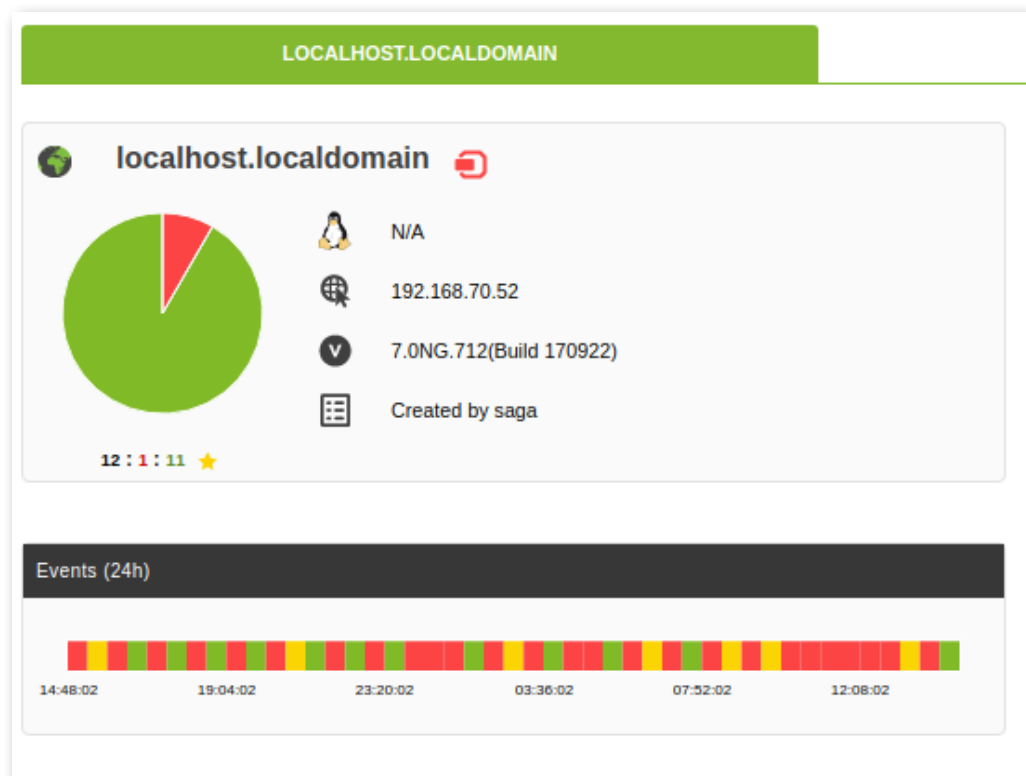 LOCALHOST.LOCALDOMAIN
localhost.localdomain
N/A
192.168.70.52
V
7.0NG.712(Build 170922)
Created by saga
12 : 1 : 11
Events (24h)
14:48:02 19:04:02 23:20:02 03:36:02 07:52:02 12:08:02